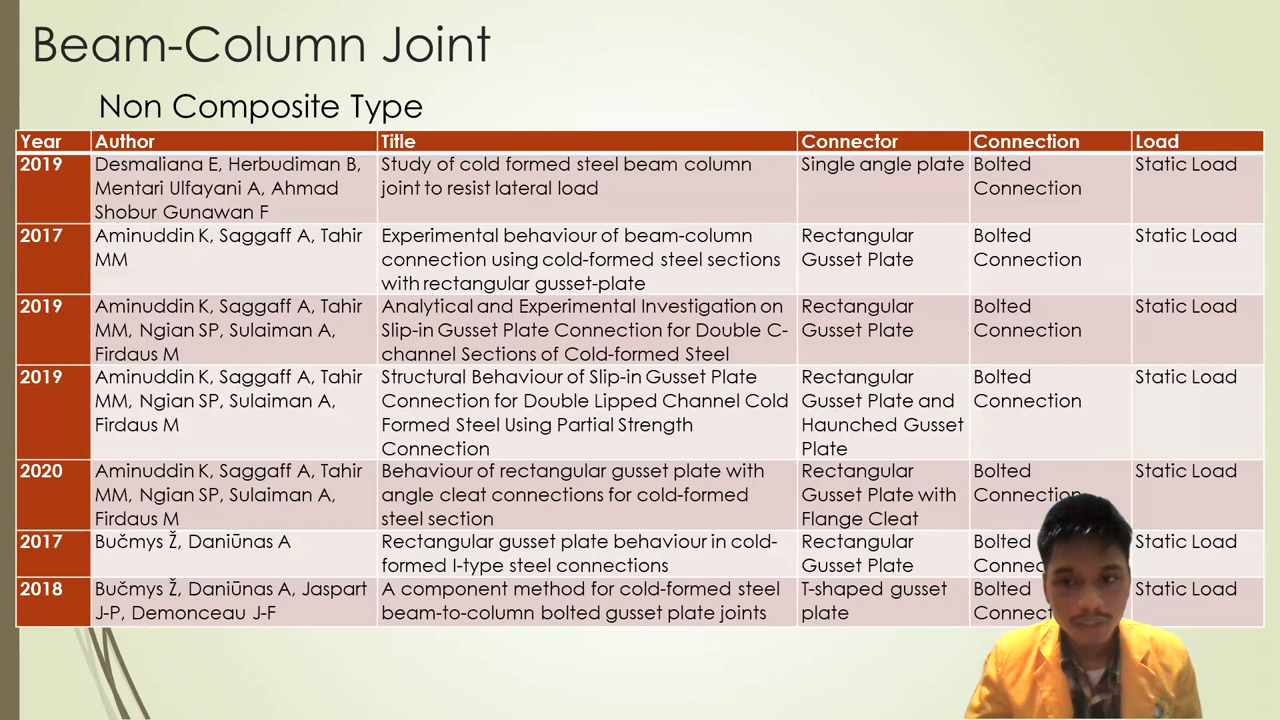 Beam-Column Joint
Non Composite Type
Year Author Title Connector Connection Load
2019 Desmaliana E, Herbudiman B, Study of cold formed steel beam column Single angle plate Bolted Static Load
Mentari Ulfayani A, Ahmad joint to resist lateral load Connection
Shobur Gunawan F
2017 Aminuddin K, Saggaff A, Tahir Experimental behaviour of beam-column Rectangular Bolted Static Load
MM connection using cold-formed steel sections Gusset Plate Connection
with rectangular gusset-plate
2019 Aminuddin K, Saggaff A, Tahir Analytical and Experimental Investigation on Rectangular Bolted Static Load
MM, Ngian SP, Sulaiman A, Slip-in Gusset Plate Connection for Double C- Gusset Plate Connection
Firdaus M channel Sections of Cold-formed Steel
2019 Aminuddin K, Saggaff A, Tahir Structural Behaviour of Slip-in Gusset Plate Rectangular Bolted Static Load
MM, Ngian SP, Sulaiman A, Connection for Double Lipped Channel Cold Gusset Plate and Connection
Firdaus M Formed Steel Using Partial Strength Haunched Gusset
Connection Plate
2020 Aminuddin K, Saggaff A, Tahir Behaviour of rectangular gusset plate with Rectangular Bolted Static Load
MM, Ngian SP, Sulaiman A, angle cleat connections for cold-formed Gusset Plate with Connection
Firdaus M steel section Flange Cleat
2017 Bučmys Ž, Daniūnas A Rectangular gusset plate behaviour in cold- Rectangular Bolted Static Load
formed I-type steel connections Gusset Plate
2018 Bučmys Ž, Daniūnas A, Jaspart A component method for cold-formed steel T-shaped gusset Bolted Static Load
J-P, Demonceau J-F beam-to-column bolted gusset plate joints plate